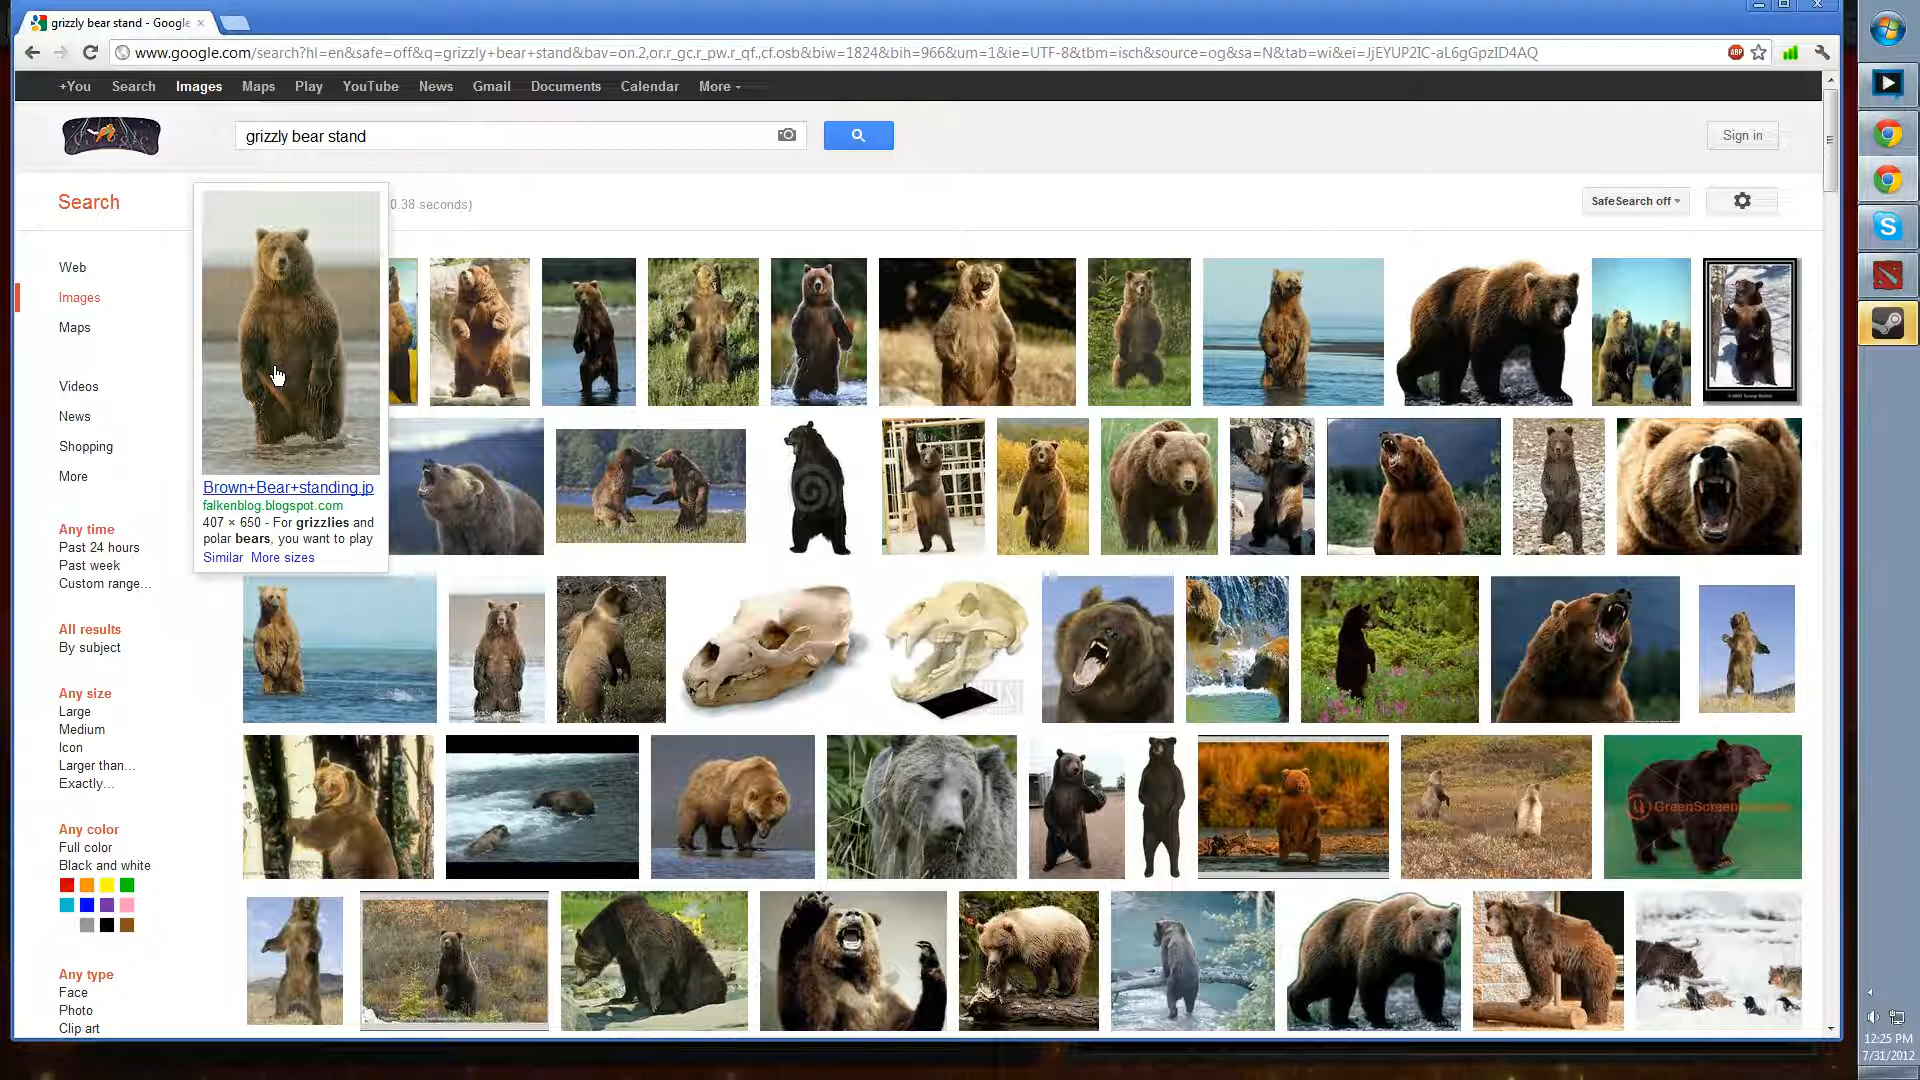 grizzly bear stand - Google
www.google.com/search?hl=en&safe=off&q=grizzly+bear+stand&bav=on.2,or.r_gc.r_pw.r_qf.,cf.osb&biw=1824&bih=966&um=1&ie=UTF-8&tbm=isch&source=og&sa=N&tab=wi&ei=JjEYUP2IC-aL6gGpzID4AQ
ABP
+You Search Images Maps Play YouTube News Gmail Documents Calendar More
grizzly bear stand
Sign in
Search
0.38 seconds)
SafeSearch off
Web
Images
Maps
Videos
News
Shopping
More
Brown+Bear+standing.jp
falkenblog.blogspot.com
407 × 650 - For grizzlies and
polar bears, you want to play
Similar More sizes
Any time
Past 24 hours
Past week
Custom range...
All results
By subject
Any size
Large
Medium
Icon
Larger than...
Exactly...
Any color
Full color
Black and white
Any type
Face
Photo
Clip art
12:25 PM
7/31/2012